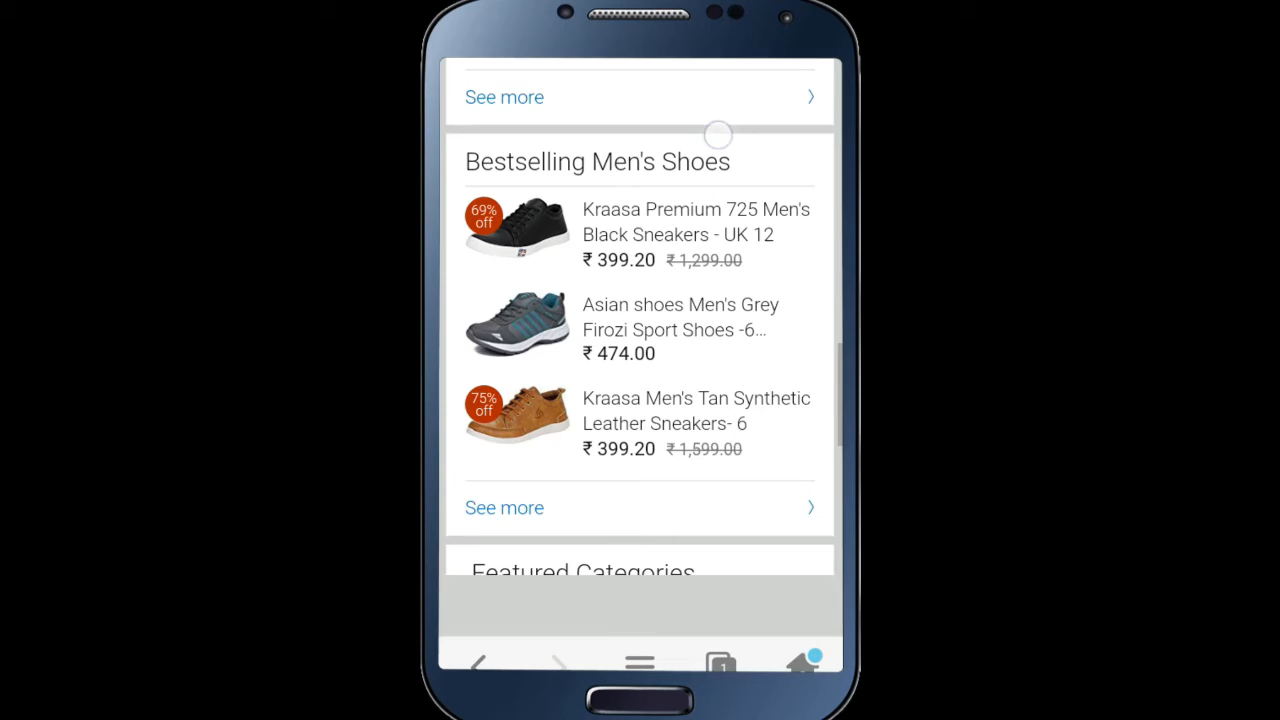 See more
Bestselling Men's Shoes
69%
off
Kraasa Premium 725 Men's
Black Sneakers - UK 12
₹ 399.20 ₹ 1,299.00
Asian shoes Men's Grey
Firozi Sport Shoes -6...
₹ 474.00
75%
off
Kraasa Men's Tan Synthetic
Leather Sneakers- 6
₹ 399.20 ₹ 1,599.00
See more
Featured Categories
1